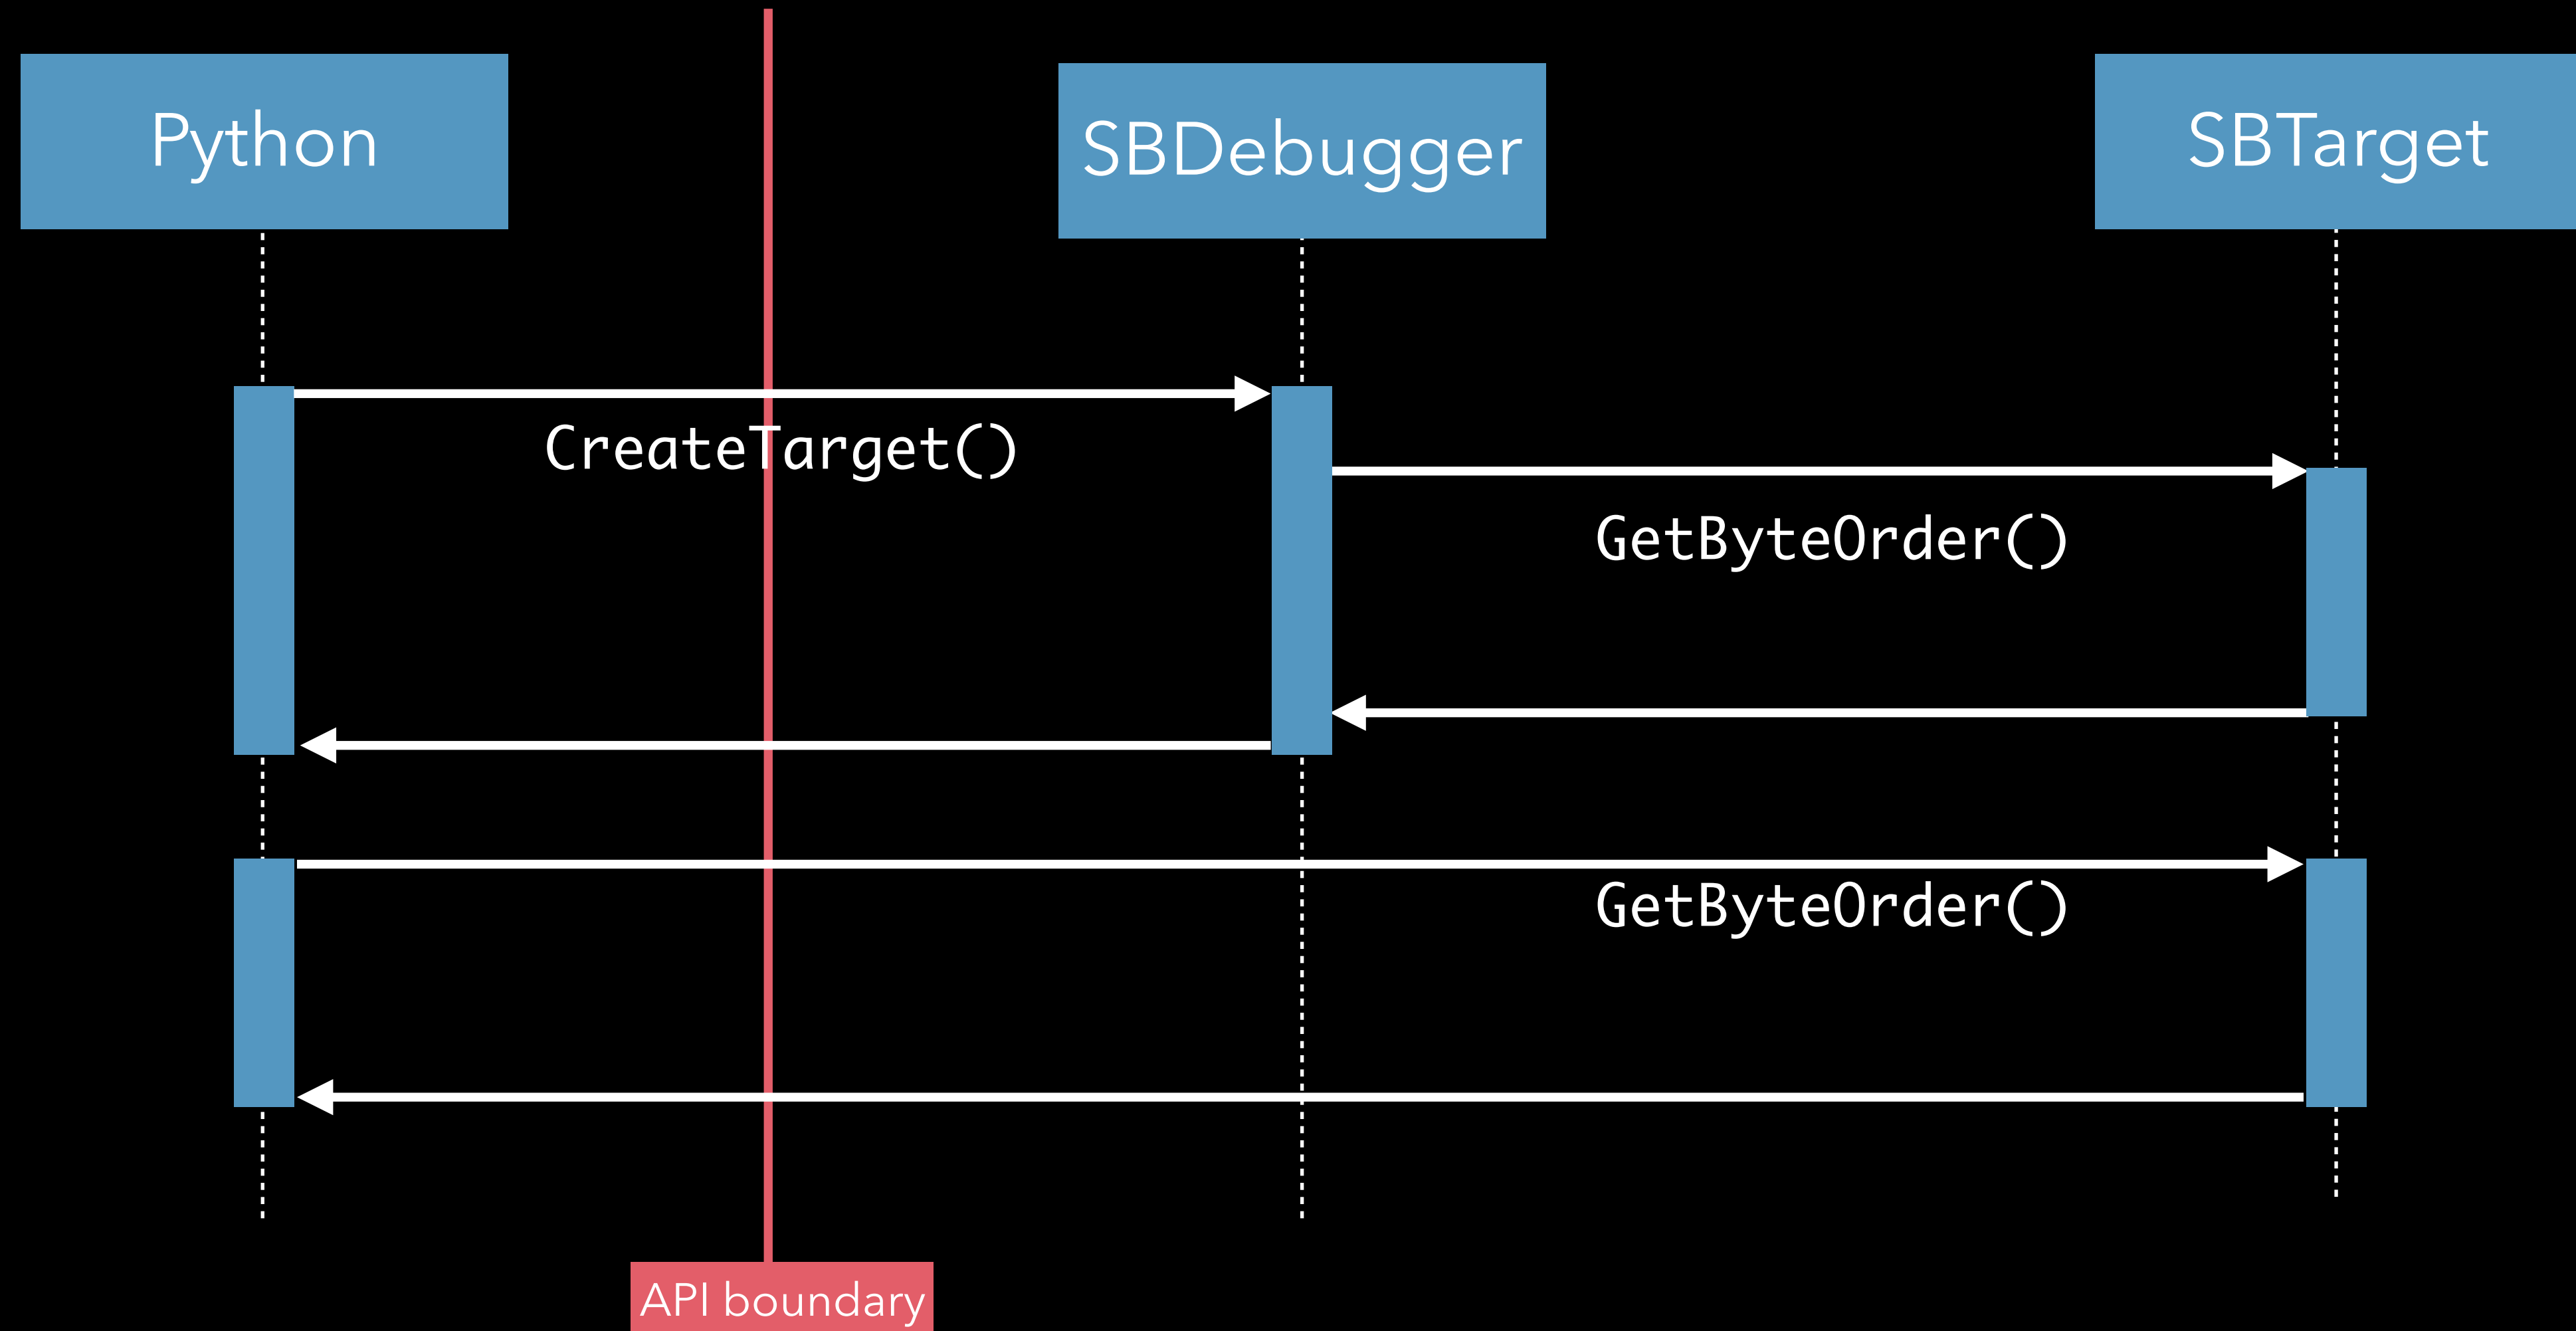 Python
SBDebugger
SBTarget
CreateTarget()
GetByteOrder()
GetByteOrder()
API boundary